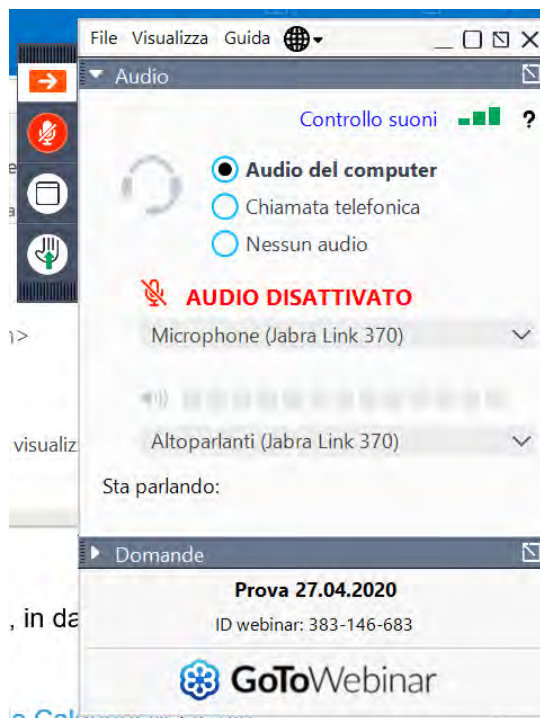 File Visualizza Guida
Audio
Controllo suoni ?
Audio del computer
Chiamata telefonica
Nessun audio
AUDIO DISATTIVATO
Microphone (Jabra Link 370)
visualiz
Altoparlanti (Jabra Link 370)
Sta parlando:
Domande
Prova 27.04.2020
, in da
ID webinar: 383-146-683
GoToWebinar